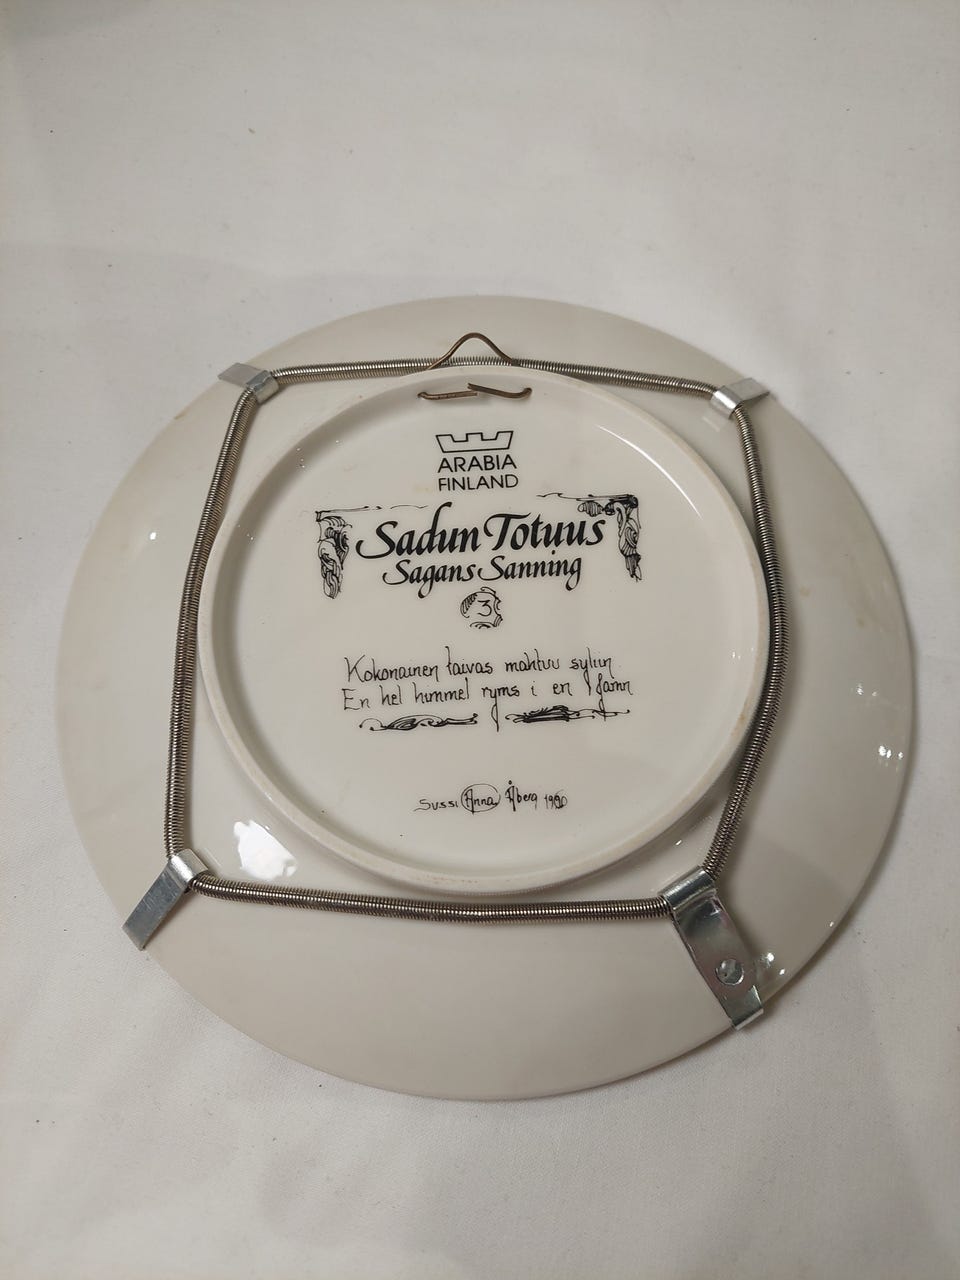 ARABIA
FINLAND
Sadun Totuus
Sagans Sanning
3
Kokonainen taivas mahtuu syliin
En hel himmel ryms i en famn
Sussi Anna Åberg